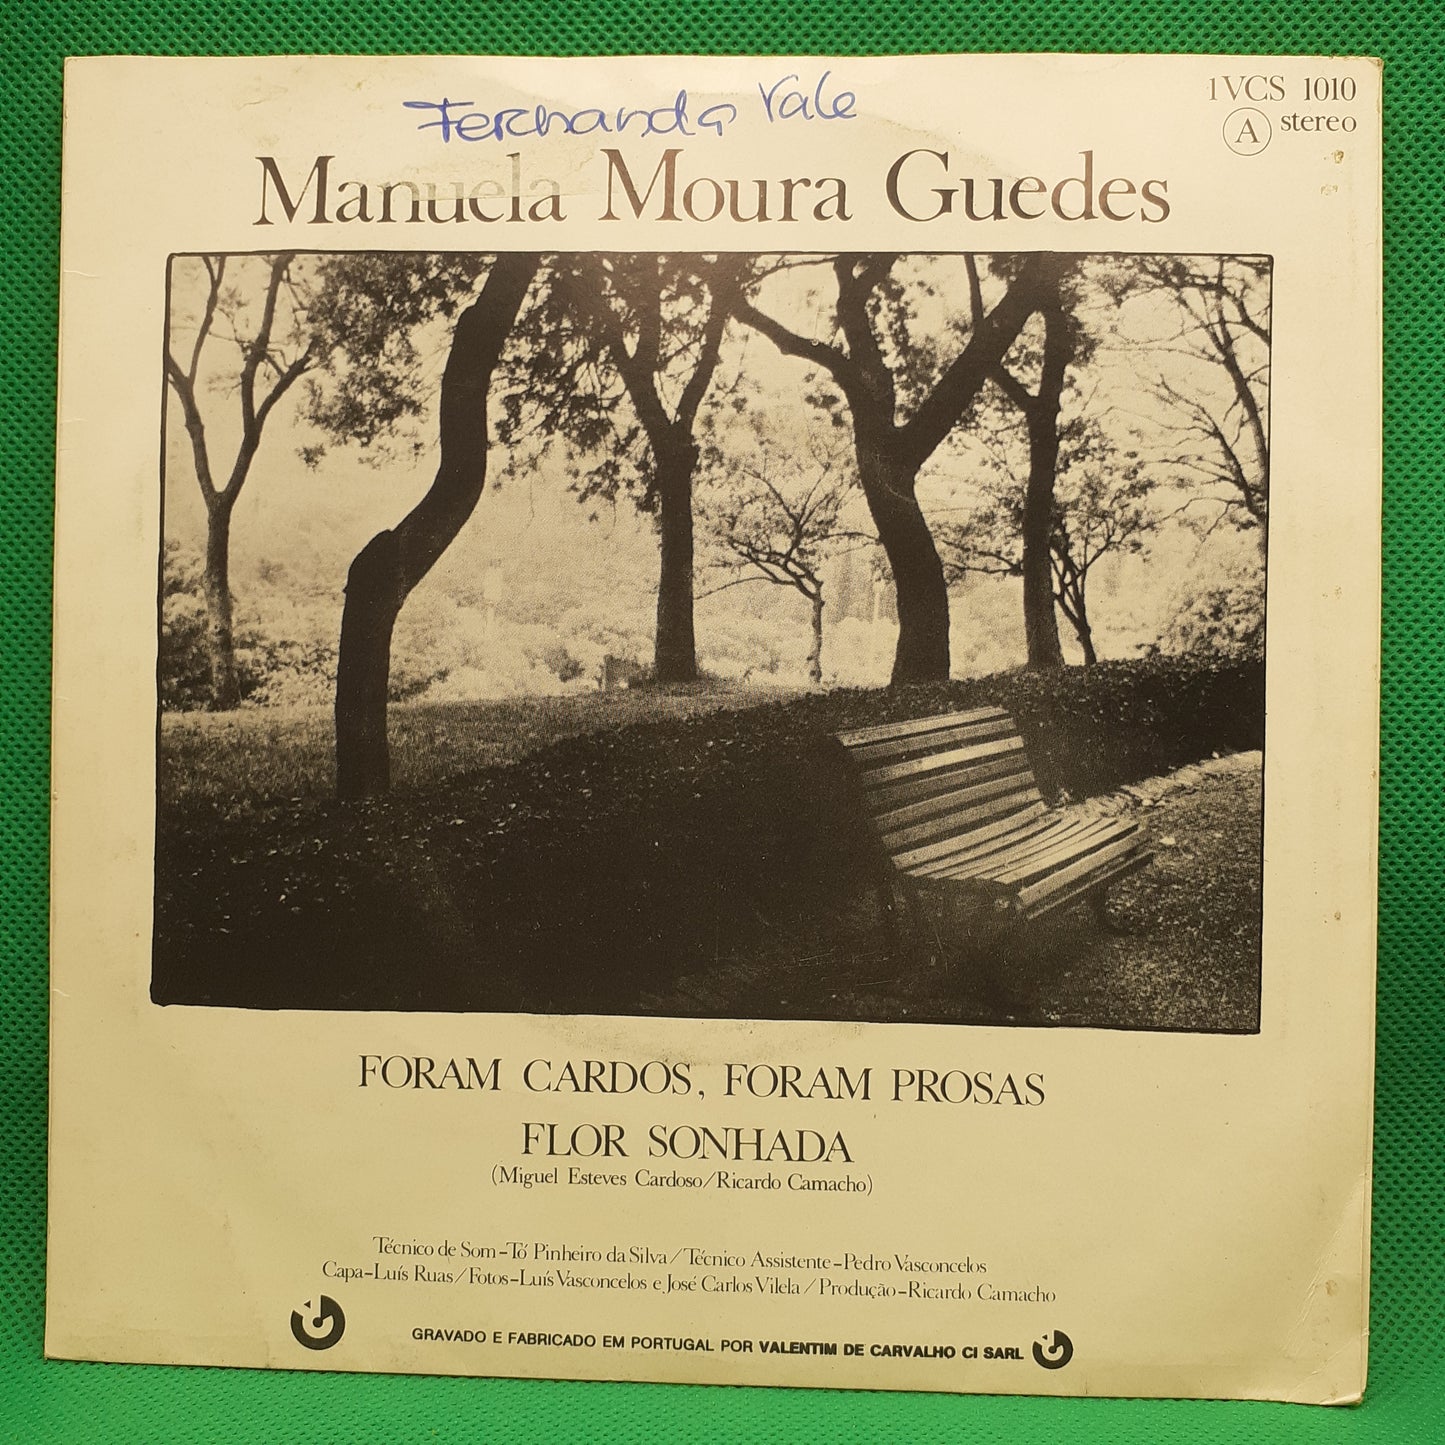 Fernanda Vale
1VCS 1010
A stereo
Manuela Moura Guedes
FORAM CARDOS, FORAM PROSAS
FLOR SONHADA
(Miguel Esteves Cardoso/Ricardo Camacho)
Técnico de Som–Tó Pinheiro da Silva/Técnico Assistente–Pedro Vasconcelos
Capa–Luís Ruas/Fotos–Luís Vasconcelos e José Carlos Vilela/Produção–Ricardo Camacho
GRAVADO E FABRICADO EM PORTUGAL POR VALENTIM DE CARVALHO CI SARL